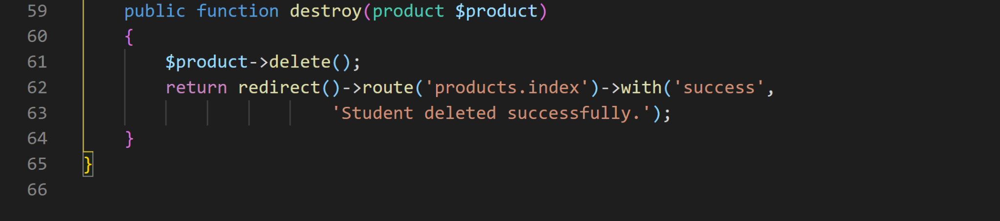 59 public function destroy(product $product)
60 {
61 $product->delete();
62 return redirect()->route('products.index')->with('success',
63 'Student deleted successfully.');
64 }
65 }
66